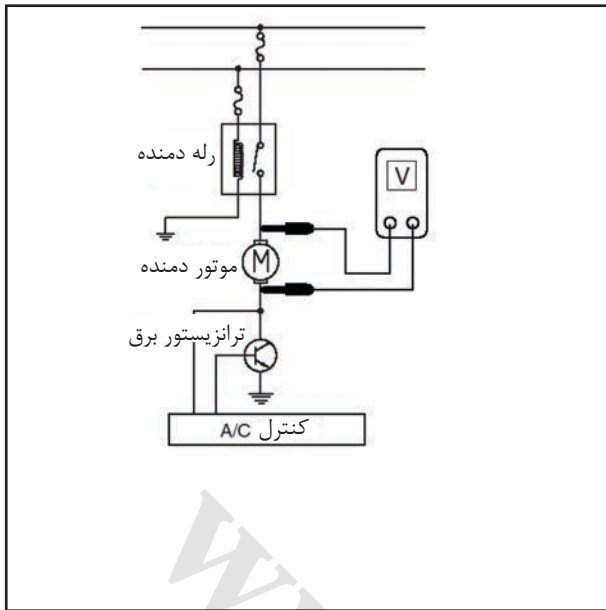 رله دمنده
V
موتور دمنده
M
ترانزیستور برق
کنترل A/C
W